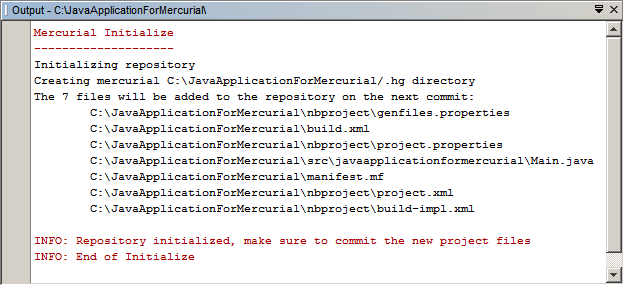 Output - C:\JavaApplicationForMercurial\
Mercurial Initialize
--------------------
Initializing repository
Creating mercurial C:\JavaApplicationForMercurial/.hg directory
The 7 files will be added to the repository on the next commit:
C:\JavaApplicationForMercurial\nbproject\genfiles.properties
C:\JavaApplicationForMercurial\build.xml
C:\JavaApplicationForMercurial\nbproject\project.properties
C:\JavaApplicationForMercurial\src\javaapplicationformercurial\Main.java
C:\JavaApplicationForMercurial\manifest.mf
C:\JavaApplicationForMercurial\nbproject\project.xml
C:\JavaApplicationForMercurial\nbproject\build-impl.xml
INFO: Repository initialized, make sure to commit the new project files
INFO: End of Initialize